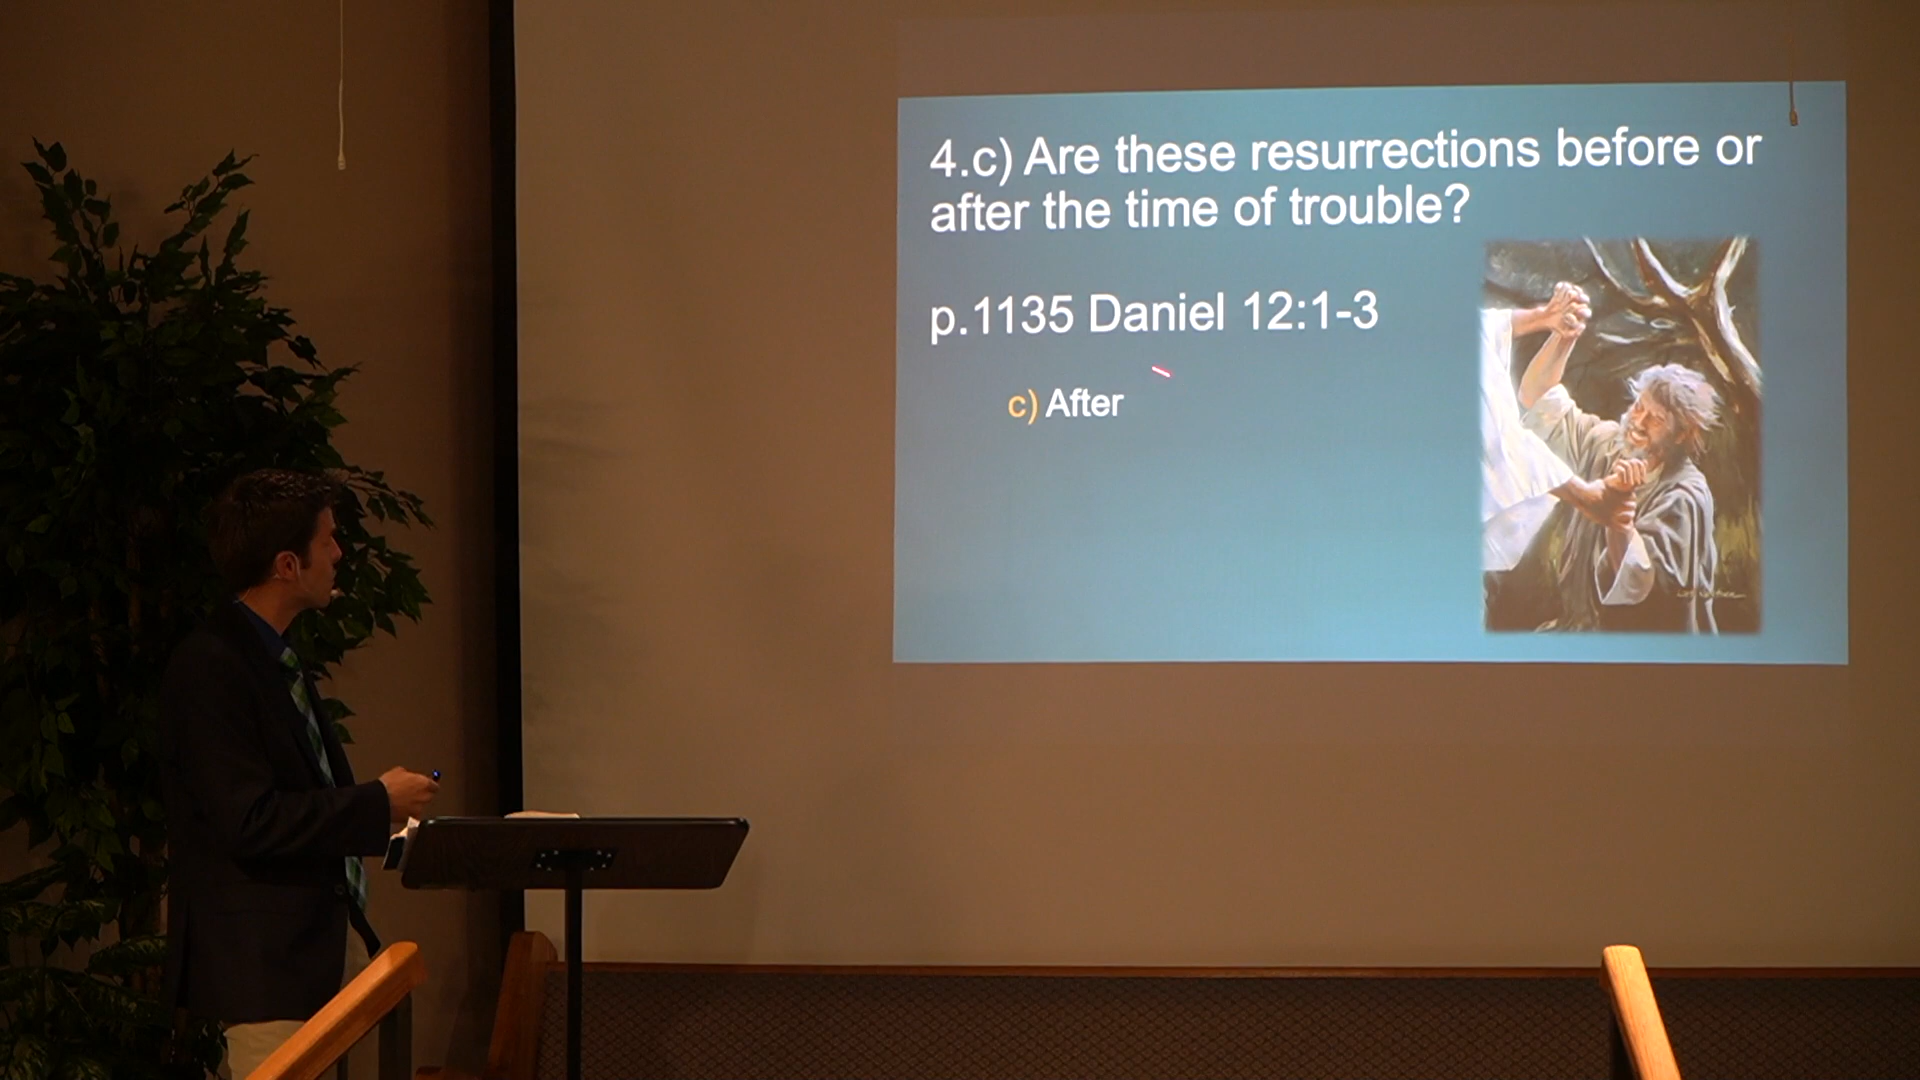 4.c) Are these resurrections before or
after the time of trouble?
p.1135 Daniel 12:1-3
c) After